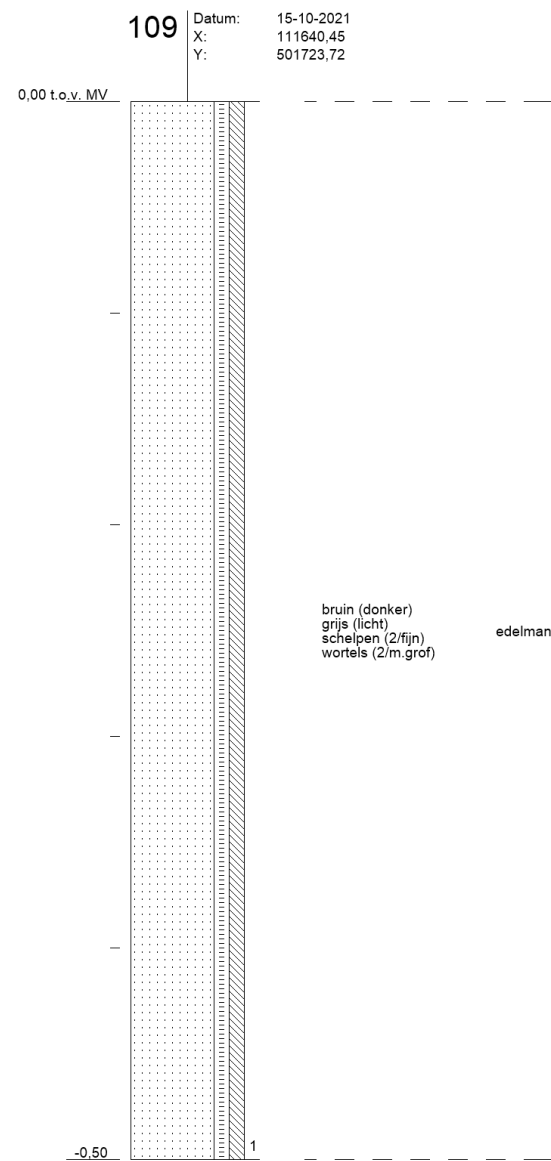 109
Datum: 15-10-2021
X: 111640,45
Y: 501723,72
0,00 t.o.v. MV
bruin (donker)
grijs (licht)
schelpen (2/fijn)
wortels (2/m.grof)
edelman
1
-0,50